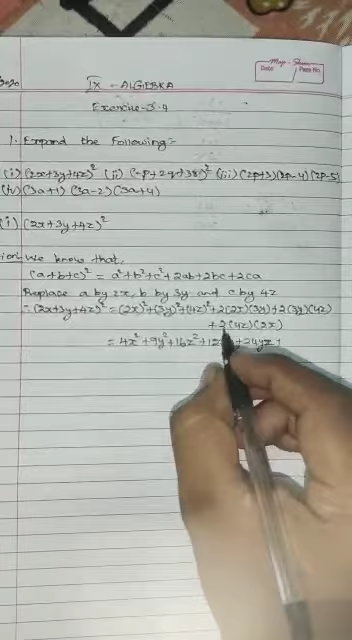 IX - ALGEBRA
Date: Page No.
Exercise-3.4
1. Expand the Following:-
(i) (2x+3y+4z)² (ii) (-p+2q+3r)² (iii) (2p+3)(2p-4)(2p-5)
(iv) (3a+1)(3a-2)(3a+4)
(i) (2x+3y+4z)²
We know that,
(a+b+c)² = a²+b²+c²+2ab+2bc+2ca
Replace a by 2x, b by 3y and c by 4z
∴ (2x+3y+4z)² = (2x)²+(3y)²+(4z)²+2(2x)(3y)+2(3y)(4z)
+2(4z)(2x)
= 4x²+9y²+16z²+12 +24yz